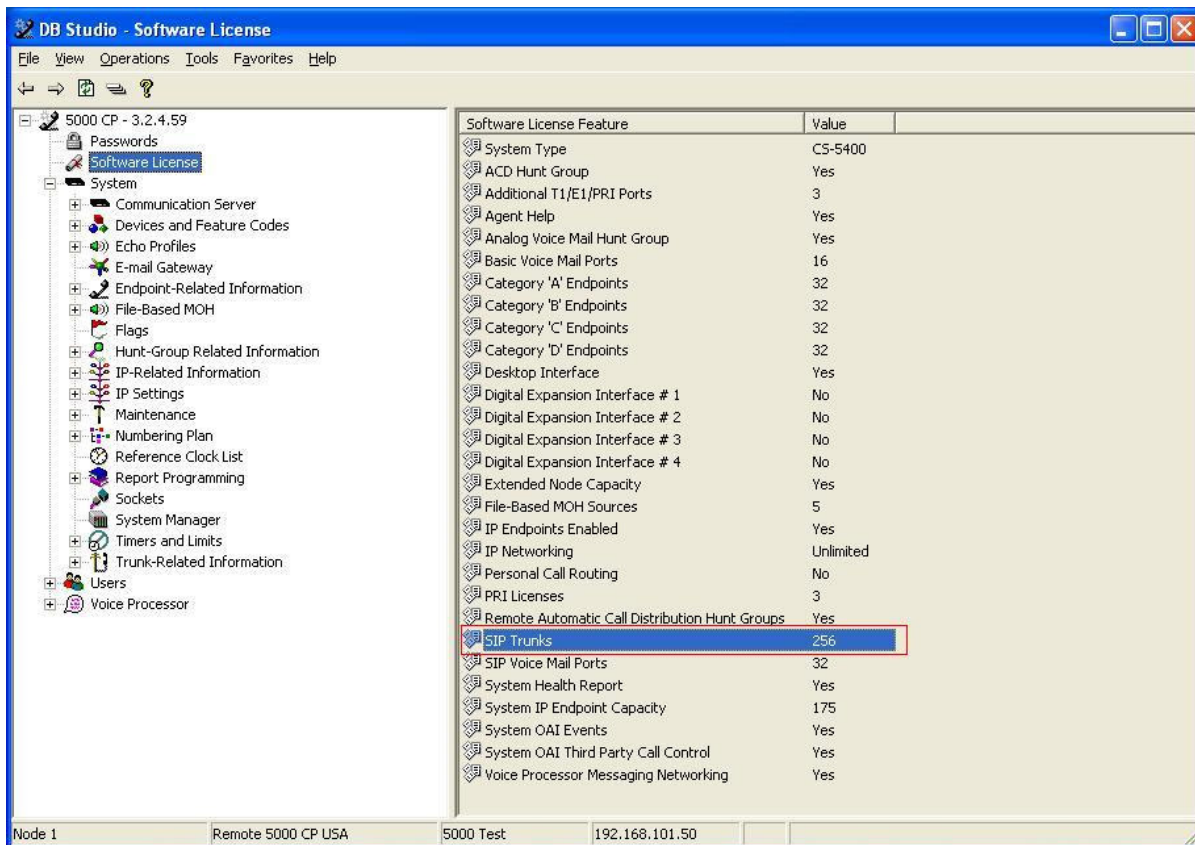 DB Studio - Software License
File View Operations Tools Favorites Help
5000 CP - 3.2.4.59
Passwords
Software License
System
Communication Server
Devices and Feature Codes
Echo Profiles
E-mail Gateway
Endpoint-Related Information
File-Based MOH
Flags
Hunt-Group Related Information
IP-Related Information
IP Settings
Maintenance
Numbering Plan
Reference Clock List
Report Programming
Sockets
System Manager
Timers and Limits
Trunk-Related Information
Users
Voice Processor
Software License Feature Value
System Type CS-5400
ACD Hunt Group Yes
Additional T1/E1/PRI Ports 3
Agent Help Yes
Analog Voice Mail Hunt Group Yes
Basic Voice Mail Ports 16
Category 'A' Endpoints 32
Category 'B' Endpoints 32
Category 'C' Endpoints 32
Category 'D' Endpoints 32
Desktop Interface Yes
Digital Expansion Interface # 1 No
Digital Expansion Interface # 2 No
Digital Expansion Interface # 3 No
Digital Expansion Interface # 4 No
Extended Node Capacity Yes
File-Based MOH Sources 5
IP Endpoints Enabled Yes
IP Networking Unlimited
Personal Call Routing No
PRI Licenses 3
Remote Automatic Call Distribution Hunt Groups Yes
SIP Trunks 256
SIP Voice Mail Ports 32
System Health Report Yes
System IP Endpoint Capacity 175
System OAI Events Yes
System OAI Third Party Call Control Yes
Voice Processor Messaging Networking Yes
Node 1 Remote 5000 CP USA 5000 Test 192.168.101.50